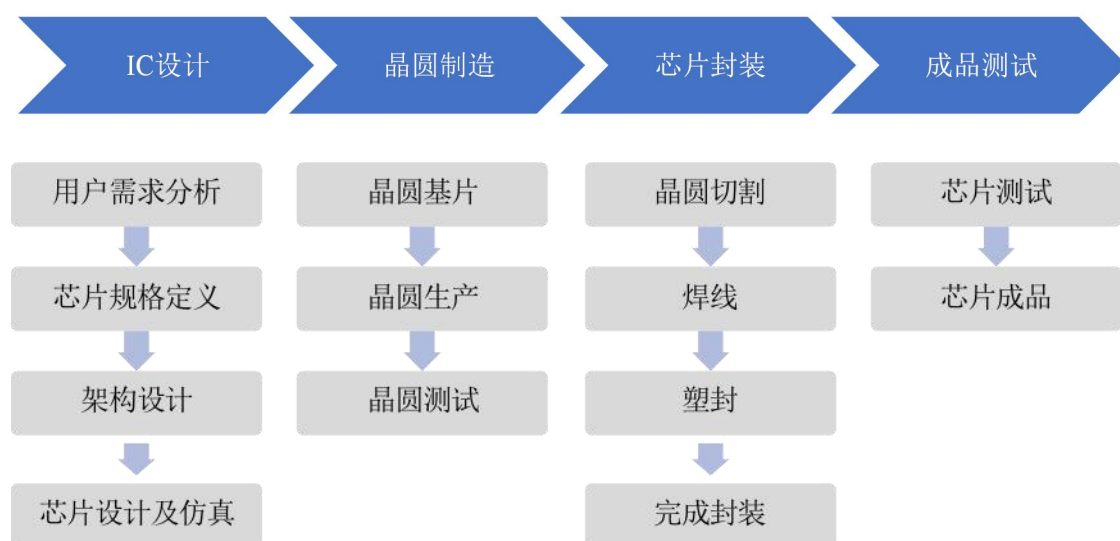 IC设计
晶圆制造
芯片封装
成品测试
用户需求分析
芯片规格定义
架构设计
芯片设计及仿真
晶圆基片
晶圆生产
晶圆测试
晶圆切割
焊线
塑封
完成封装
芯片测试
芯片成品